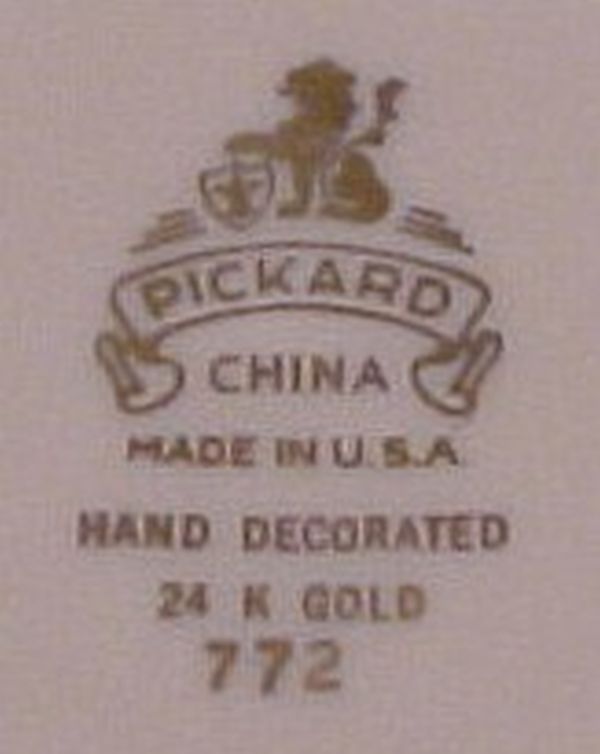 PICKARD
CHINA
MADE IN U.S.A.
HAND DECORATED
24 K GOLD
772